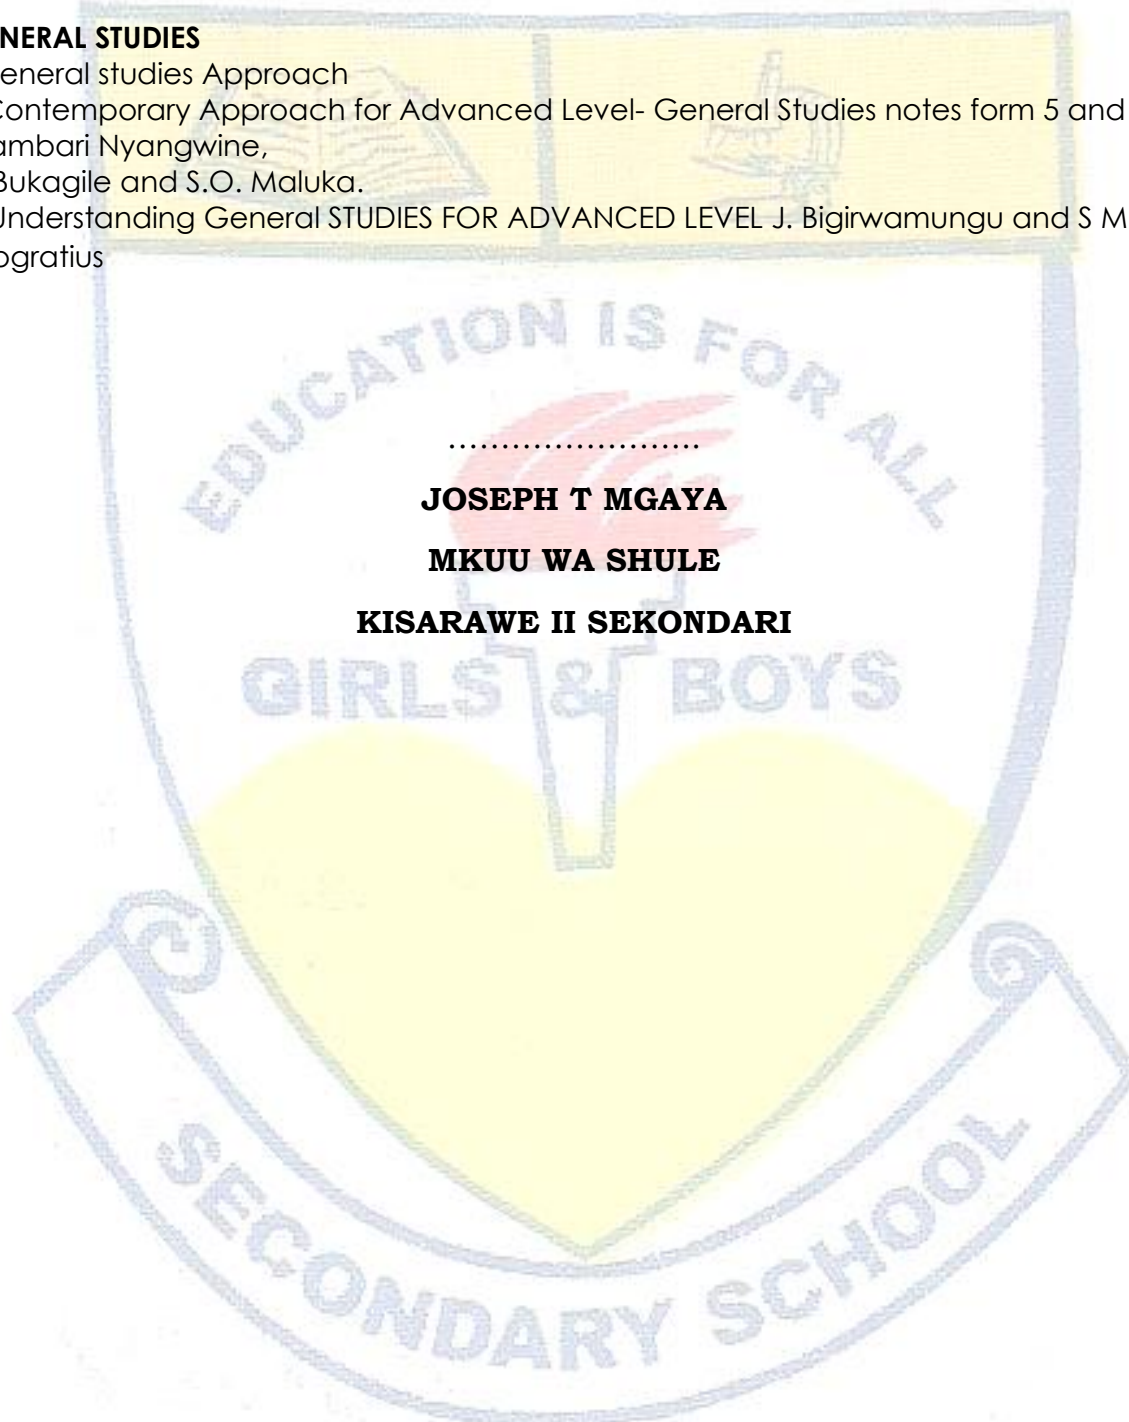 NERAL STUDIES
eneral studies Approach
Contemporary Approach for Advanced Level- General Studies notes form 5 and
ambari Nyangwine,
Bukagile and S.O. Maluka.
Understanding General STUDIES FOR ADVANCED LEVEL J. Bigirwamungu and S M
ogratius
EDUCATION IS FOR ALL
........................
JOSEPH T MGAYA
MKUU WA SHULE
KISARAWE II SEKONDARI
GIRLS & BOYS
SECONDARY SCHOOL